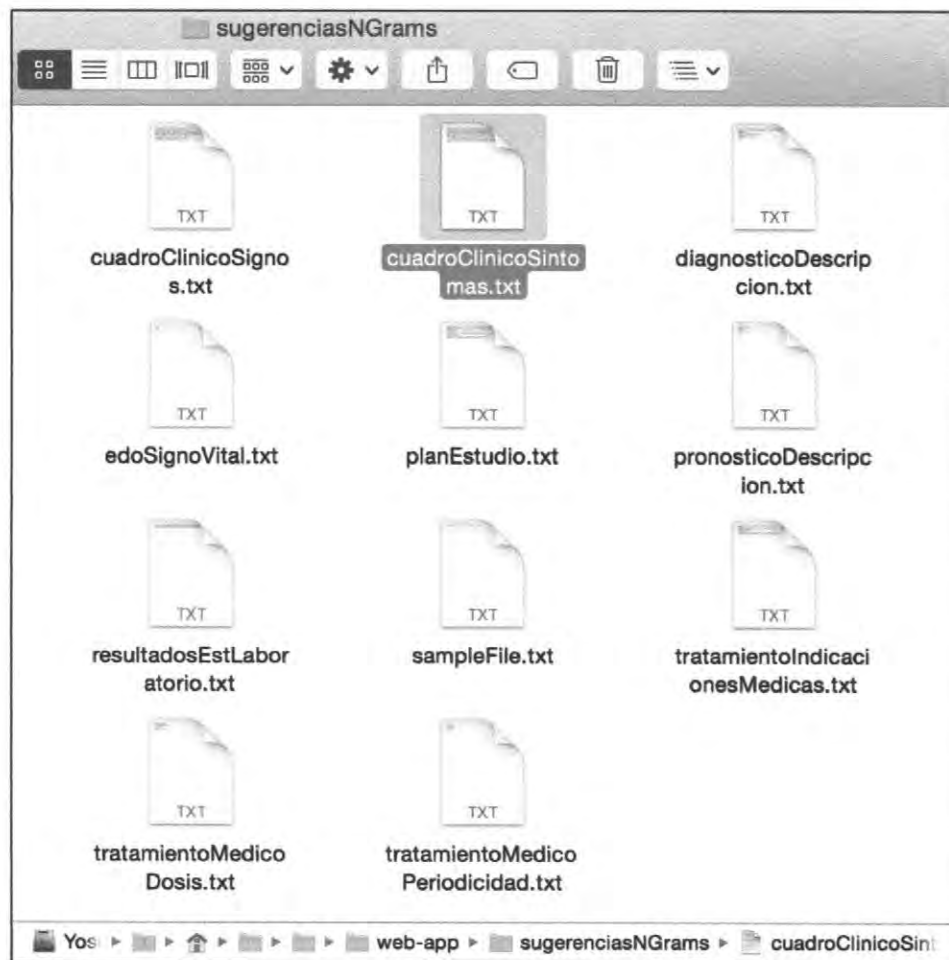 sugerenciasNGrams
TXT TXT TXT
cuadroClinicoSigno
s.txt
cuadroClinicoSinto
mas.txt
diagnosticoDescrip
cion.txt
TXT TXT TXT
edoSignoVital.txt
planEstudio.txt
pronosticoDescripc
ion.txt
TXT TXT TXT
resultadosEstLabor
atorio.txt
sampleFile.txt
tratamientoIndicaci
onesMedicas.txt
TXT TXT
tratamientoMedico
Dosis.txt
tratamientoMedico
Periodicidad.txt
Yos web-app sugerenciasNGrams cuadroClinicoSint